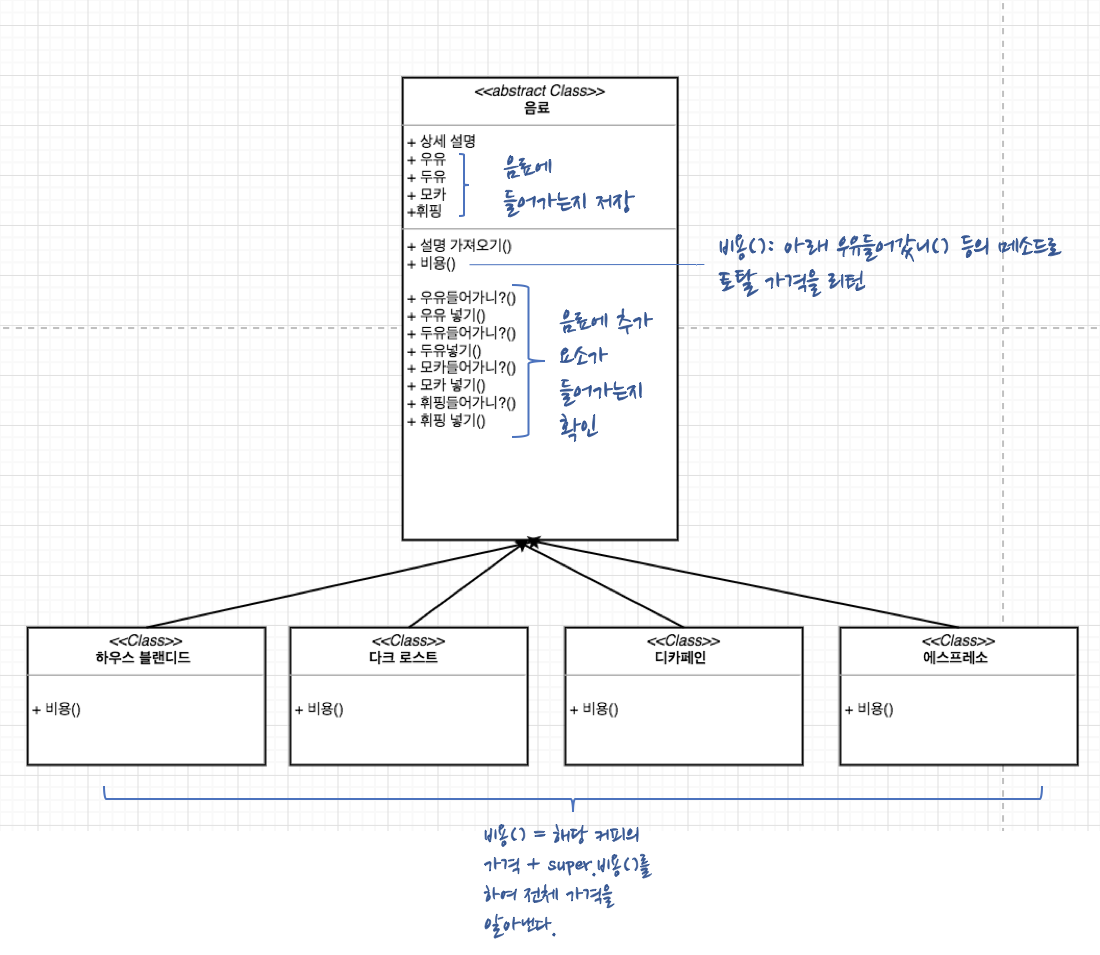 <<abstract Class>>
음료
+ 상세 설명
+ 우유
+ 두유
+ 모카
+휘핑
음료에
들어가는지 저장
+ 설명 가져오기()
+ 비용()
비용(): 아래 우유들어갔니() 등의 메소드로
토탈 가격을 리턴
+ 우유들어가니?()
+ 우유 넣기()
+ 두유들어가니?()
+ 두유넣기()
+ 모카들어가니?()
+ 모카 넣기()
+ 휘핑들어가니?()
+ 휘핑 넣기()
음료에 추가
요소가
들어가는지
확인
<<Class>>
하우스 블랜디드
+ 비용()
<<Class>>
다크 로스트
+ 비용()
<<Class>>
디카페인
+ 비용()
<<Class>>
에스프레소
+ 비용()
비용() = 해당 커피의
가격 + super.비용()를
하여 전체 가격을
알아낸다.